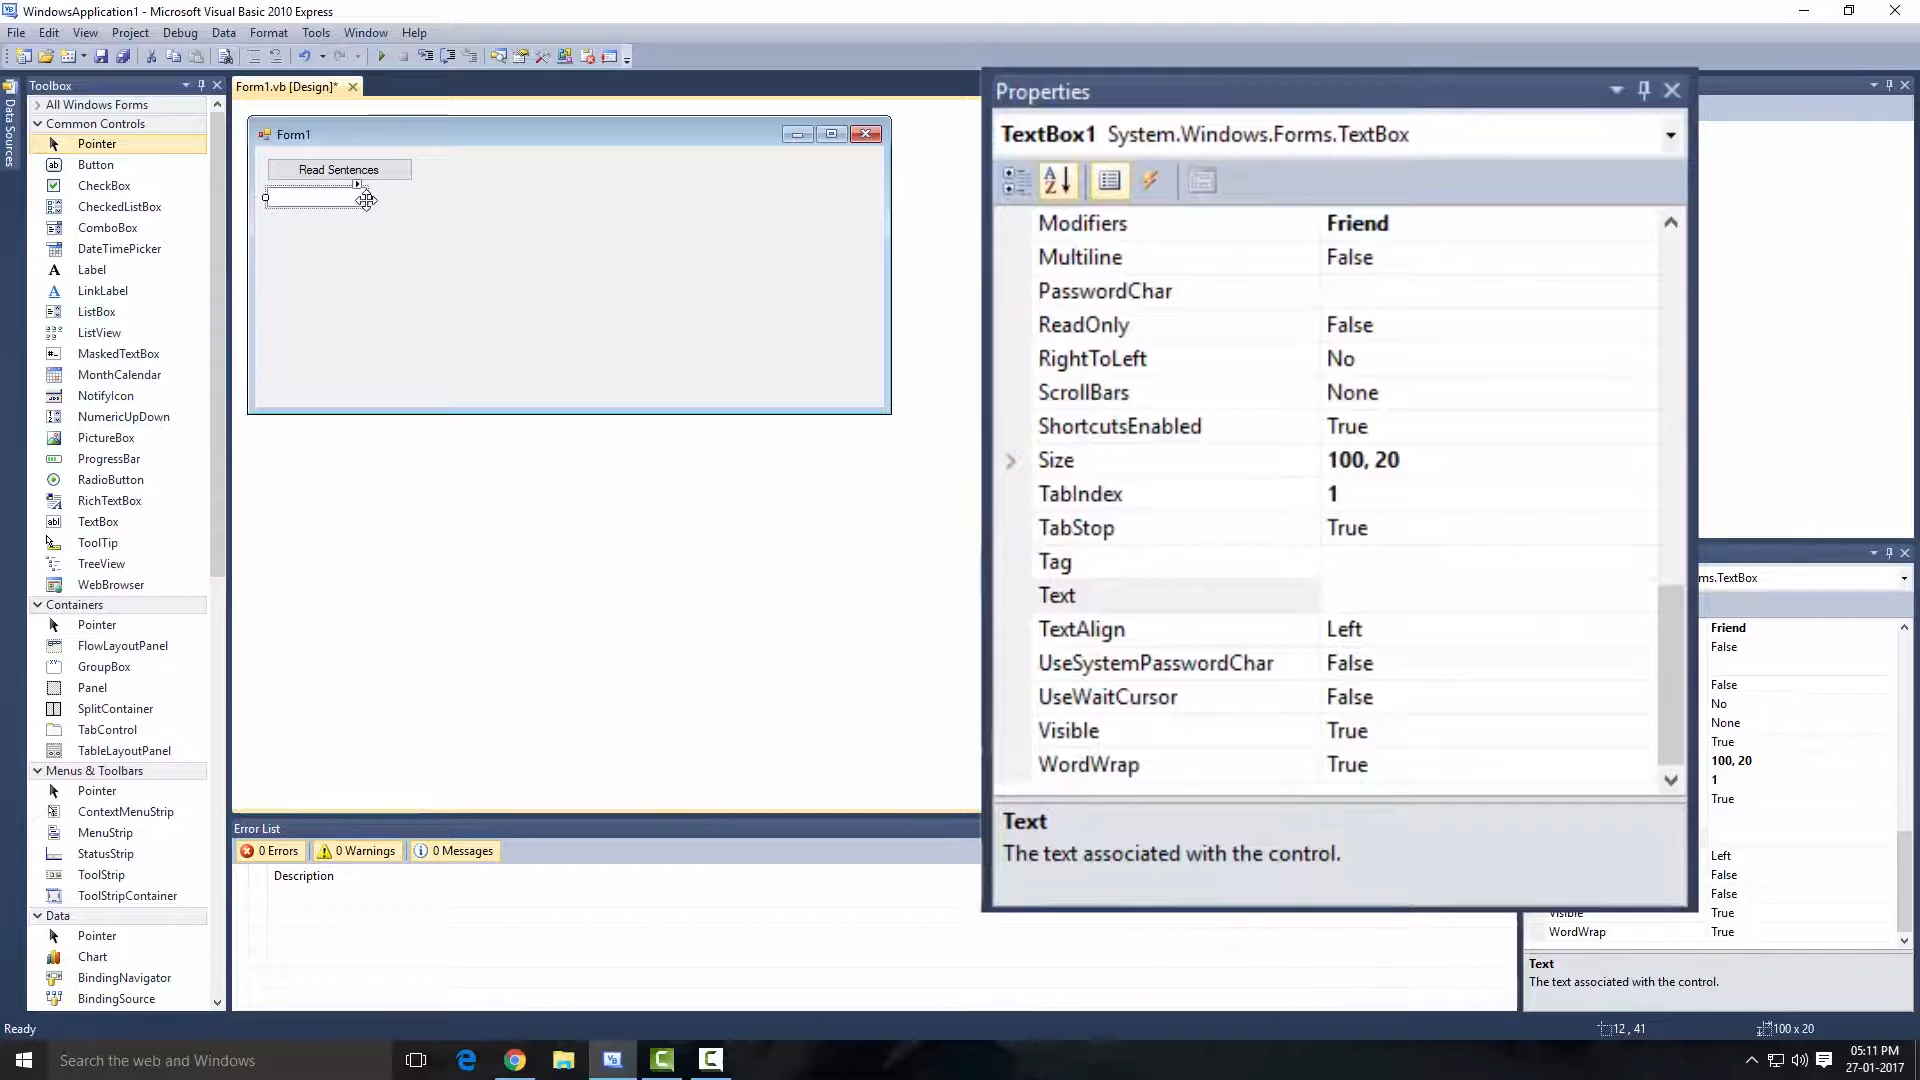 WindowsApplication1 - Microsoft Visual Basic 2010 Express
File Edit View Project Debug Data Format Tools Window Help
Data Sources
Toolbox
All Windows Forms
Common Controls
Pointer
Button
CheckBox
CheckedListBox
ComboBox
DateTimePicker
Label
LinkLabel
ListBox
ListView
MaskedTextBox
MonthCalendar
NotifyIcon
NumericUpDown
PictureBox
ProgressBar
RadioButton
RichTextBox
TextBox
ToolTip
TreeView
WebBrowser
Containers
Pointer
FlowLayoutPanel
GroupBox
Panel
SplitContainer
TabControl
TableLayoutPanel
Menus & Toolbars
Pointer
ContextMenuStrip
MenuStrip
StatusStrip
ToolStrip
ToolStripContainer
Data
Pointer
Chart
BindingNavigator
BindingSource
Form1.vb [Design]*
Form1
Read Sentences
Error List
0 Errors 0 Warnings 0 Messages
Description
Properties
TextBox1 System.Windows.Forms.TextBox
Modifiers Friend
Multiline False
PasswordChar
ReadOnly False
RightToLeft No
ScrollBars None
ShortcutsEnabled True
Size 100, 20
TabIndex 1
TabStop True
Tag
Text
TextAlign Left
UseSystemPasswordChar False
UseWaitCursor False
Visible True
WordWrap True
Text
The text associated with the control.
ms.TextBox
Friend
False
False
No
None
True
100, 20
1
True
Left
False
False
Visible True
WordWrap True
Text
The text associated with the control.
Ready 12 , 41 100 x 20
Search the web and Windows
05:11 PM
27-01-2017